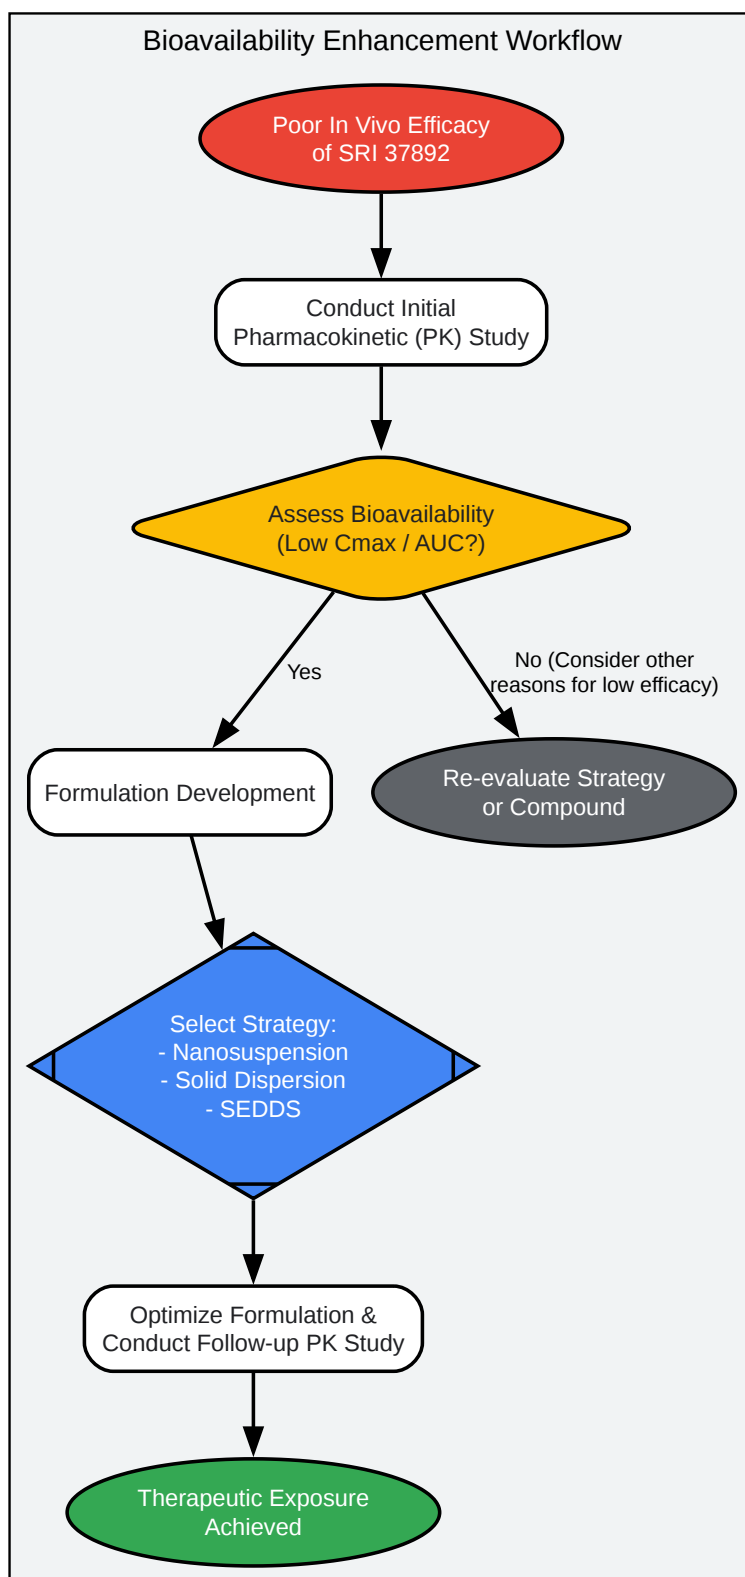 Bioavailability Enhancement Workflow
Poor In Vivo Efficacy
of SRI 37892
Conduct Initial
Pharmacokinetic (PK) Study
Assess Bioavailability
(Low Cmax / AUC?)
Yes
No (Consider other
reasons for low efficacy)
Formulation Development
Re-evaluate Strategy
or Compound
Select Strategy:
- Nanosuspension
- Solid Dispersion
- SEDDS
Optimize Formulation &
Conduct Follow-up PK Study
Therapeutic Exposure
Achieved